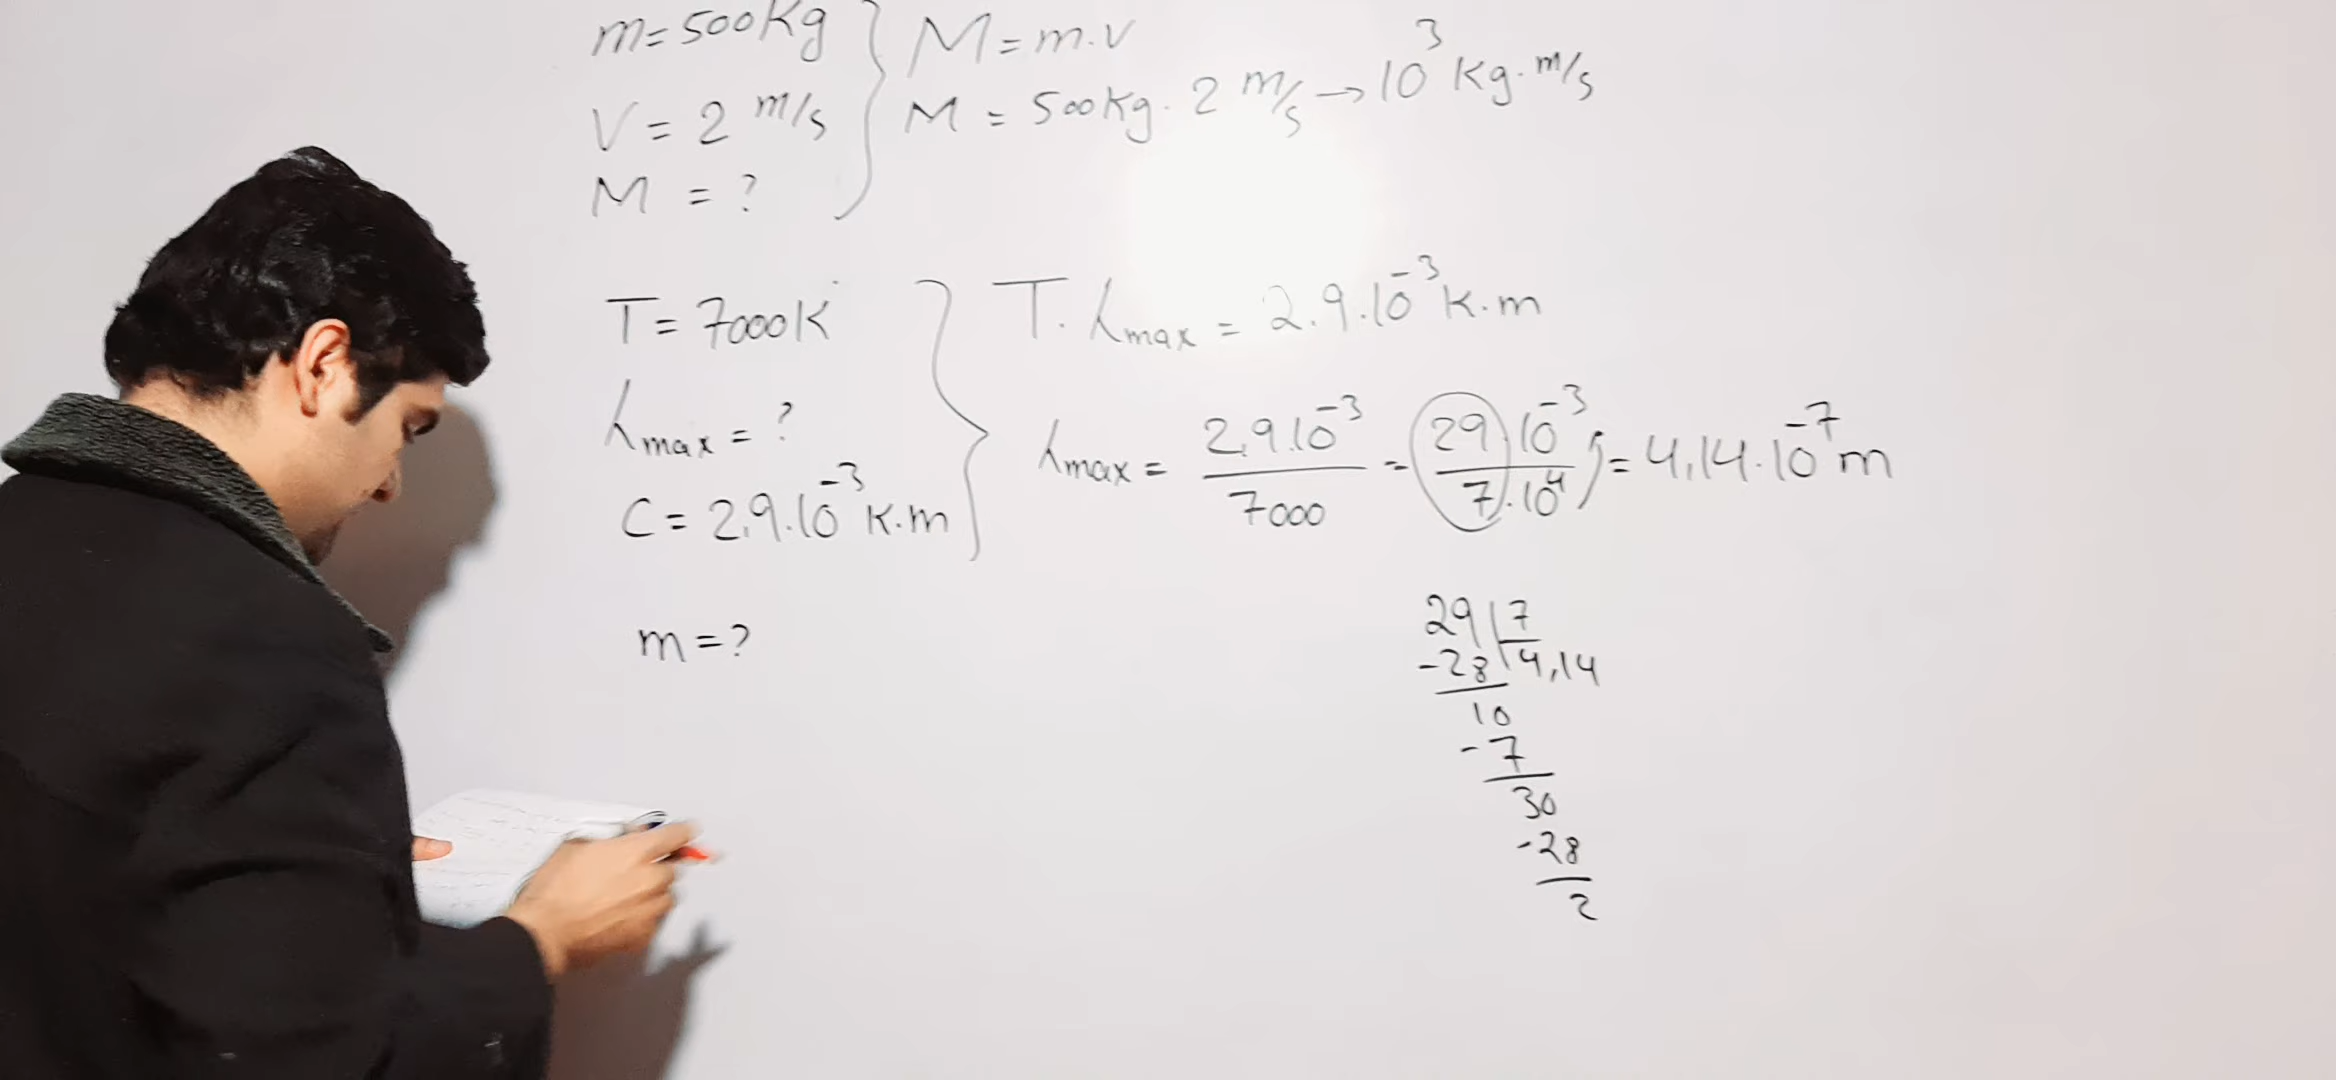 m=500Kg
V = 2 m/s
M = ?
M = m.v
M = 500Kg . 2 m/s → 10³ Kg. m/s
T = 7000K
λmax = ?
C = 2,9.10⁻³ K.m
T. λmax = 2.9.10⁻³ K.m
λmax = 2,9.10⁻³ / 7000 = (29.10⁻³ / 7.10⁴) = 4,14.10⁻⁷ m
m = ?
29 | 7
-28 | 4,14
10
-7
30
-28
2